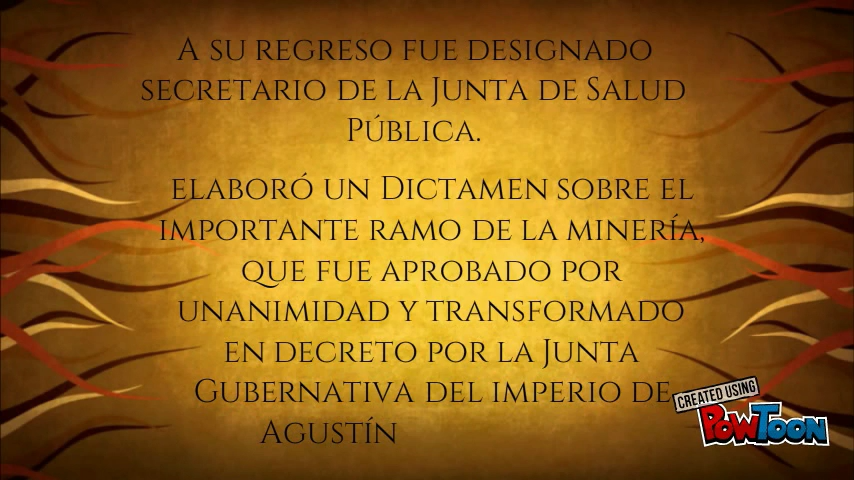 A su regreso fue designado
secretario de la Junta de Salud
Pública.
elaboró un Dictamen sobre el
importante ramo de la minería,
que fue aprobado por
unanimidad y transformado
en decreto por la Junta
Gubernativa del imperio de
Agustín
CREATED USING
PowToon